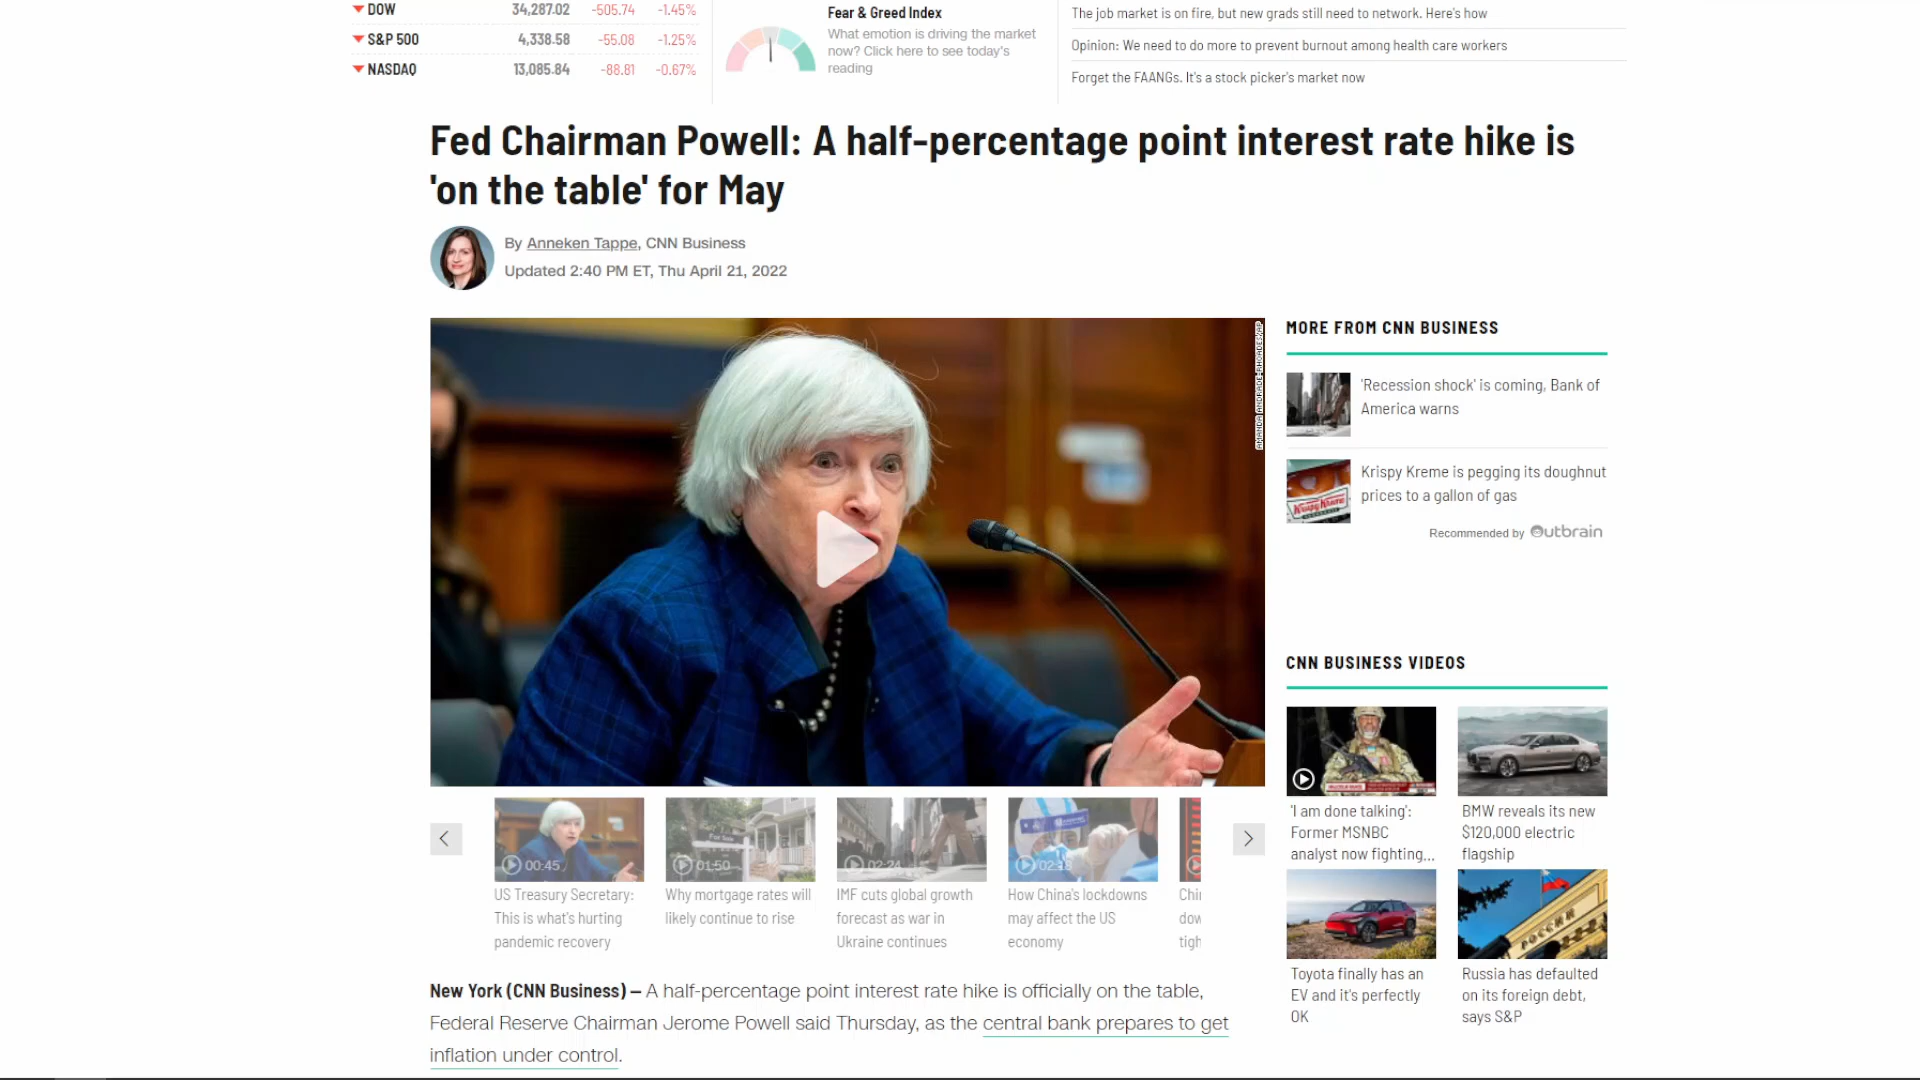 DOW 34,287.02 -505.74 -1.45%
S&P 500 4,338.58 -55.08 -1.25%
NASDAQ 13,085.84 -88.81 -0.67%
Fear & Greed Index
What emotion is driving the market
now? Click here to see today's
reading
The job market is on fire, but new grads still need to network. Here's how
Opinion: We need to do more to prevent burnout among health care workers
Forget the FAANGs. It's a stock picker's market now
Fed Chairman Powell: A half-percentage point interest rate hike is
'on the table' for May
By Anneken Tappe, CNN Business
Updated 2:40 PM ET, Thu April 21, 2022
AMANDA ANDRADE-RHOADES/AP
00:45
US Treasury Secretary:
This is what's hurting
pandemic recovery
For Sale
01:50
Why mortgage rates will
likely continue to rise
02:24
IMF cuts global growth
forecast as war in
Ukraine continues
02:18
How China's lockdowns
may affect the US
economy
Chin
dow
tigh
New York (CNN Business) — A half-percentage point interest rate hike is officially on the table,
Federal Reserve Chairman Jerome Powell said Thursday, as the central bank prepares to get
inflation under control.
MORE FROM CNN BUSINESS
'Recession shock' is coming, Bank of
America warns
Krispy Kreme
Krispy Kreme is pegging its doughnut
prices to a gallon of gas
Recommended by Outbrain
CNN BUSINESS VIDEOS
'I am done talking':
Former MSNBC
analyst now fighting...
BMW reveals its new
$120,000 electric
flagship
Toyota finally has an
EV and it's perfectly
OK
РОССИИ
Russia has defaulted
on its foreign debt,
says S&P